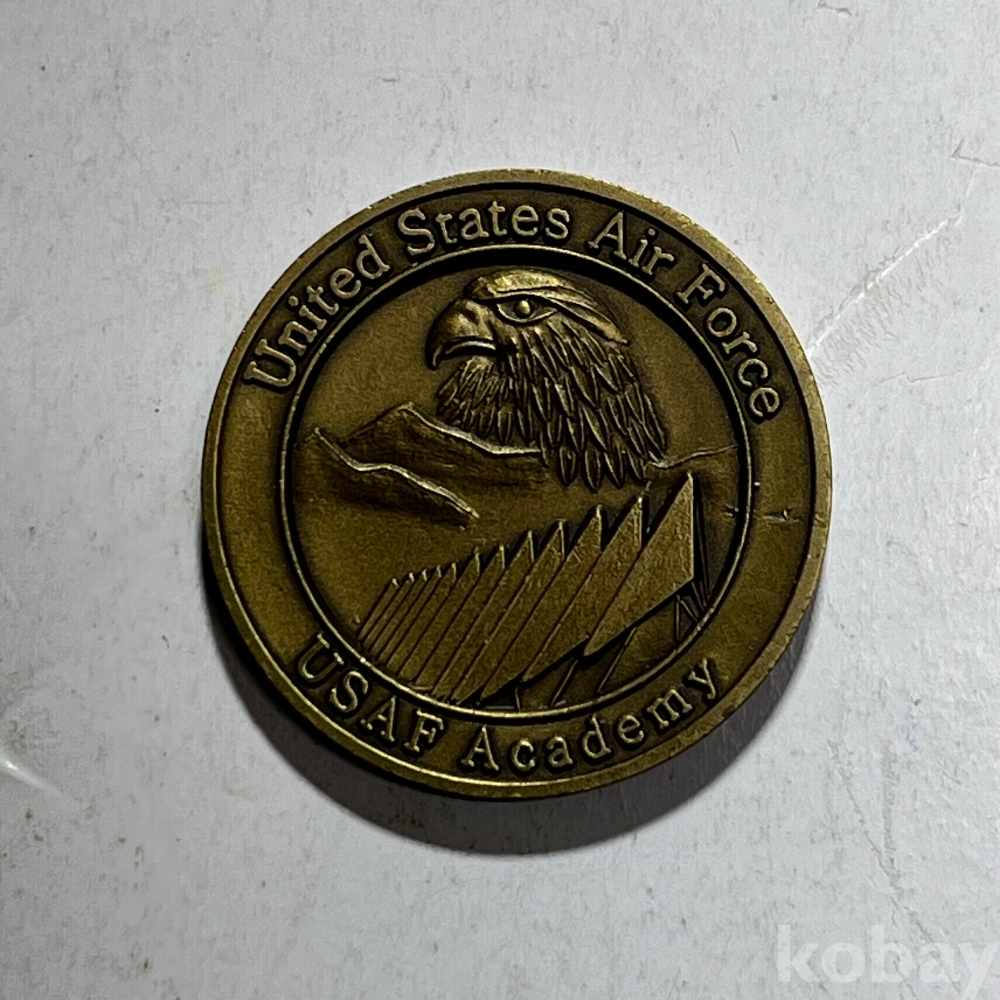 United States Air Force
USAF Academy
kobay